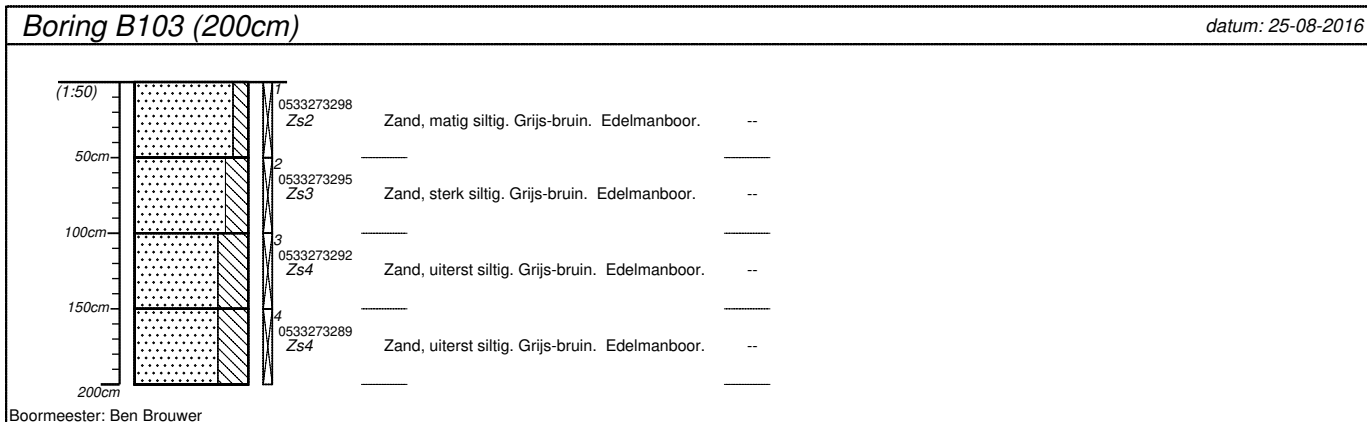 Boring B103 (200cm) datum: 25-08-2016
(1:50)
1
0533273298
Zs2 Zand, matig siltig. Grijs-bruin. Edelmanboor. --
50cm
2
0533273295
Zs3 Zand, sterk siltig. Grijs-bruin. Edelmanboor. --
100cm
3
0533273292
Zs4 Zand, uiterst siltig. Grijs-bruin. Edelmanboor. --
150cm
4
0533273289
Zs4 Zand, uiterst siltig. Grijs-bruin. Edelmanboor. --
200cm
Boormeester: Ben Brouwer